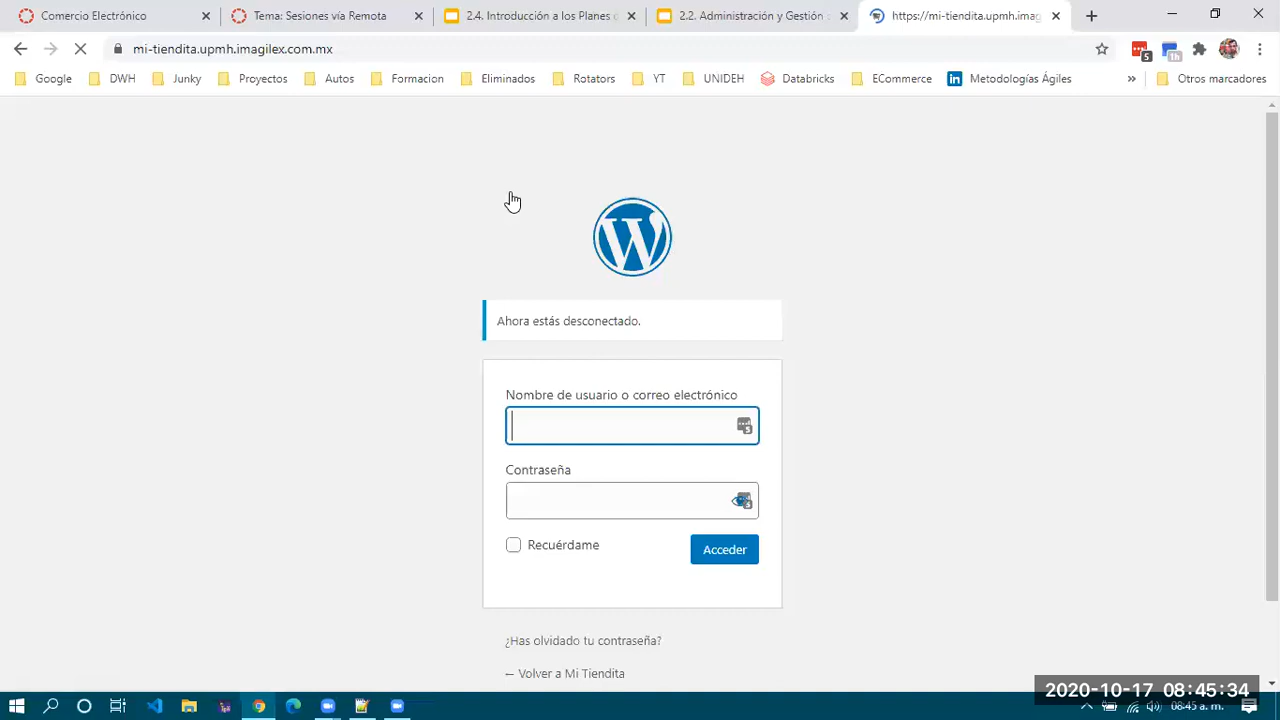 Comercio Electrónico
Tema: Sesiones vía Remota
2.4. Introducción a los Planes d
2.2. Administración y Gestión
https://mi-tiendita.upmh.imag
mi-tiendita.upmh.imagilex.com.mx
5
1h
Google
DWH
Junky
Proyectos
Autos
Formacion
Eliminados
Rotators
YT
UNIDEH
Databricks
ECommerce
Metodologías Ágiles
»
Otros marcadores
Ahora estás desconectado.
Nombre de usuario o correo electrónico
Contraseña
Recuérdame
Acceder
¿Has olvidado tu contraseña?
← Volver a Mi Tiendita
2020-10-17 08:45:34
08:45 a. m.